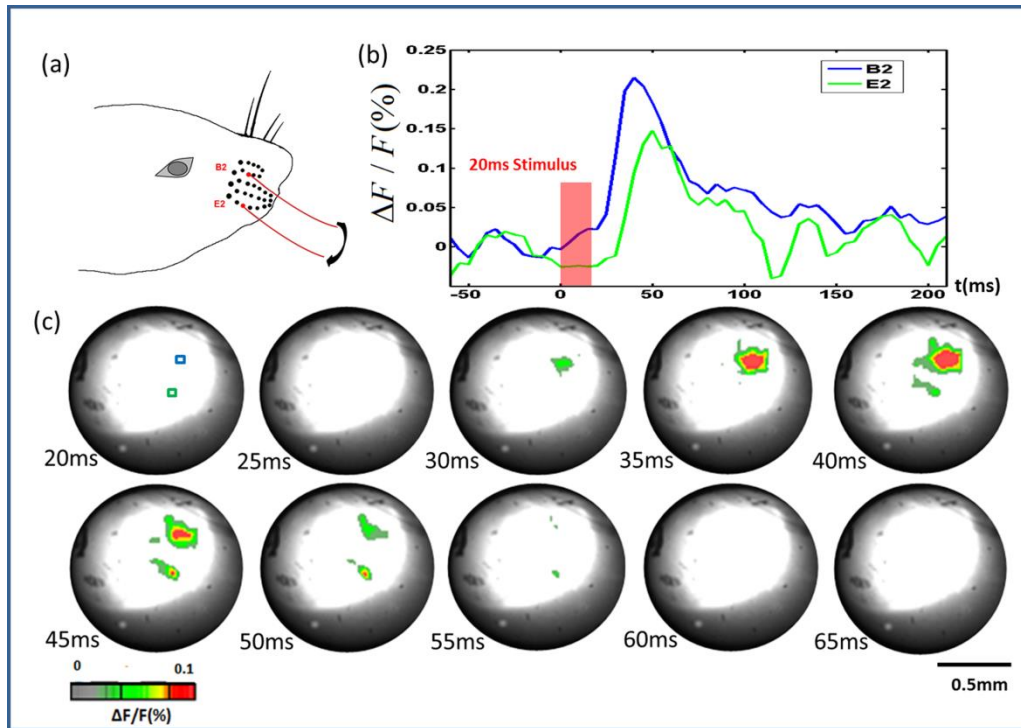 (a)
B2
E2
(b)
0.25
0.2
0.15
0.1
0.05
0
ΔF / F(%)
20ms Stimulus
B2
E2
-50
0
50
100
150
200
t(ms)
(c)
20ms
25ms
30ms
35ms
40ms
45ms
50ms
55ms
60ms
65ms
0 0.1
ΔF/F(%)
0.5mm